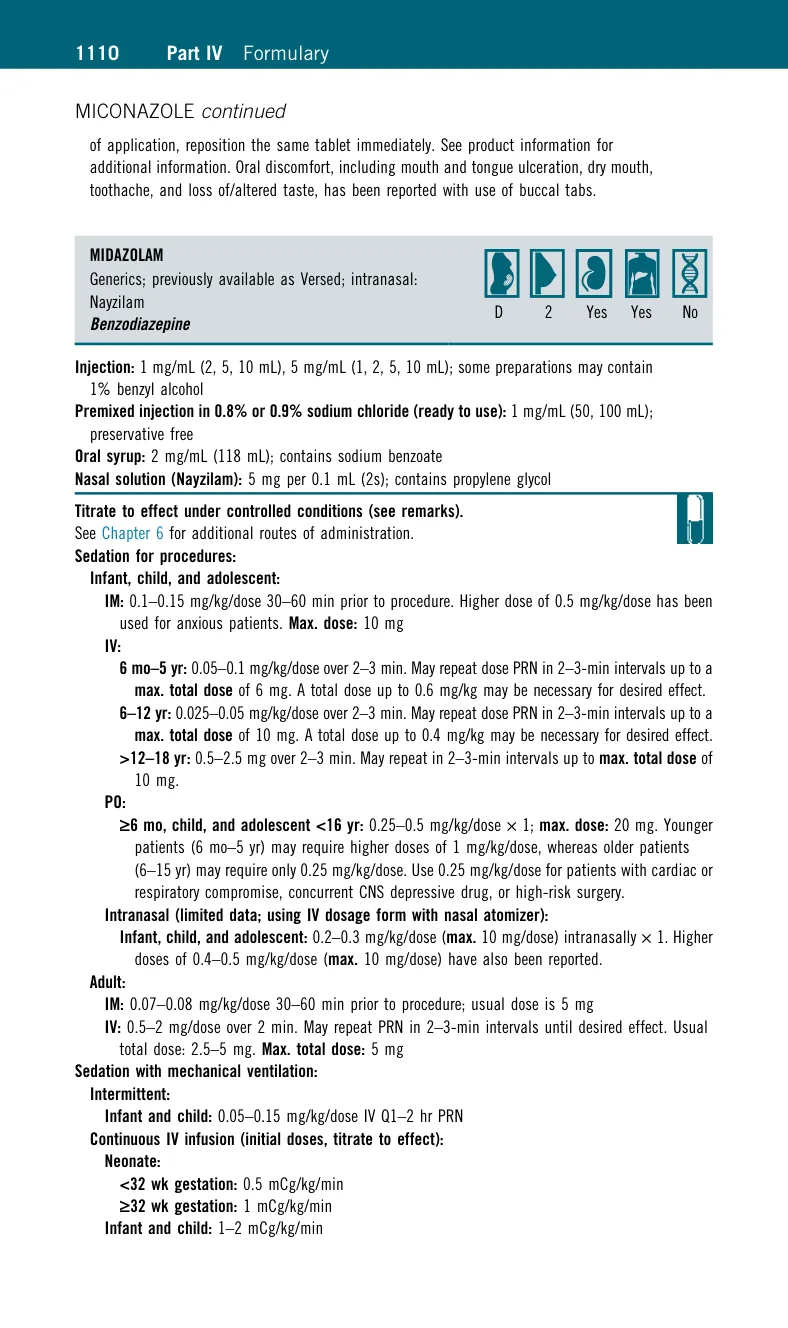 1110 Part IV Formulary
MICONAZOLE continued
of application, reposition the same tablet immediately. See product information for
additional information. Oral discomfort, including mouth and tongue ulceration, dry mouth,
toothache, and loss of/altered taste, has been reported with use of buccal tabs.
MIDAZOLAM
Generics; previously available as Versed; intranasal:
Nayzilam
Benzodiazepine
D 2 Yes Yes No
Injection: 1 mg/mL (2, 5, 10 mL), 5 mg/mL (1, 2, 5, 10 mL); some preparations may contain
1% benzyl alcohol
Premixed injection in 0.8% or 0.9% sodium chloride (ready to use): 1 mg/mL (50, 100 mL);
preservative free
Oral syrup: 2 mg/mL (118 mL); contains sodium benzoate
Nasal solution (Nayzilam): 5 mg per 0.1 mL (2s); contains propylene glycol
Titrate to effect under controlled conditions (see remarks).
See Chapter 6 for additional routes of administration.
Sedation for procedures:
Infant, child, and adolescent:
IM: 0.1–0.15 mg/kg/dose 30–60 min prior to procedure. Higher dose of 0.5 mg/kg/dose has been
used for anxious patients. Max. dose: 10 mg
IV:
6 mo–5 yr: 0.05–0.1 mg/kg/dose over 2–3 min. May repeat dose PRN in 2–3-min intervals up to a
max. total dose of 6 mg. A total dose up to 0.6 mg/kg may be necessary for desired effect.
6–12 yr: 0.025–0.05 mg/kg/dose over 2–3 min. May repeat dose PRN in 2–3-min intervals up to a
max. total dose of 10 mg. A total dose up to 0.4 mg/kg may be necessary for desired effect.
>12–18 yr: 0.5–2.5 mg over 2–3 min. May repeat in 2–3-min intervals up to max. total dose of
10 mg.
PO:
≥6 mo, child, and adolescent <16 yr: 0.25–0.5 mg/kg/dose × 1; max. dose: 20 mg. Younger
patients (6 mo–5 yr) may require higher doses of 1 mg/kg/dose, whereas older patients
(6–15 yr) may require only 0.25 mg/kg/dose. Use 0.25 mg/kg/dose for patients with cardiac or
respiratory compromise, concurrent CNS depressive drug, or high-risk surgery.
Intranasal (limited data; using IV dosage form with nasal atomizer):
Infant, child, and adolescent: 0.2–0.3 mg/kg/dose (max. 10 mg/dose) intranasally × 1. Higher
doses of 0.4–0.5 mg/kg/dose (max. 10 mg/dose) have also been reported.
Adult:
IM: 0.07–0.08 mg/kg/dose 30–60 min prior to procedure; usual dose is 5 mg
IV: 0.5–2 mg/dose over 2 min. May repeat PRN in 2–3-min intervals until desired effect. Usual
total dose: 2.5–5 mg. Max. total dose: 5 mg
Sedation with mechanical ventilation:
Intermittent:
Infant and child: 0.05–0.15 mg/kg/dose IV Q1–2 hr PRN
Continuous IV infusion (initial doses, titrate to effect):
Neonate:
<32 wk gestation: 0.5 mCg/kg/min
≥32 wk gestation: 1 mCg/kg/min
Infant and child: 1–2 mCg/kg/min